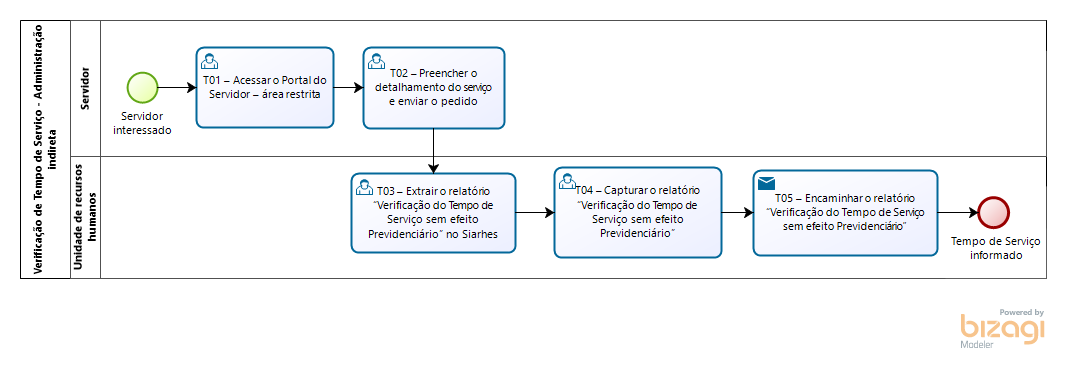 Verificação de Tempo de Serviço - Administração
indireta
Servidor
Servidor
interessado
T01 – Acessar o Portal do
Servidor – área restrita
T02 – Preencher o
detalhamento do serviço
e enviar o pedido
Unidade de recursos
humanos
T03 – Extrair o relatório
“Verificação do Tempo de
Serviço sem efeito
Previdenciário” no Siarhes
T04 – Capturar o relatório
“Verificação do Tempo de
Serviço sem efeito
Previdenciário”
T05 – Encaminhar o relatório
“Verificação do Tempo de Serviço
sem efeito Previdenciário”
Tempo de Serviço
informado
Powered by
bizagi
Modeler